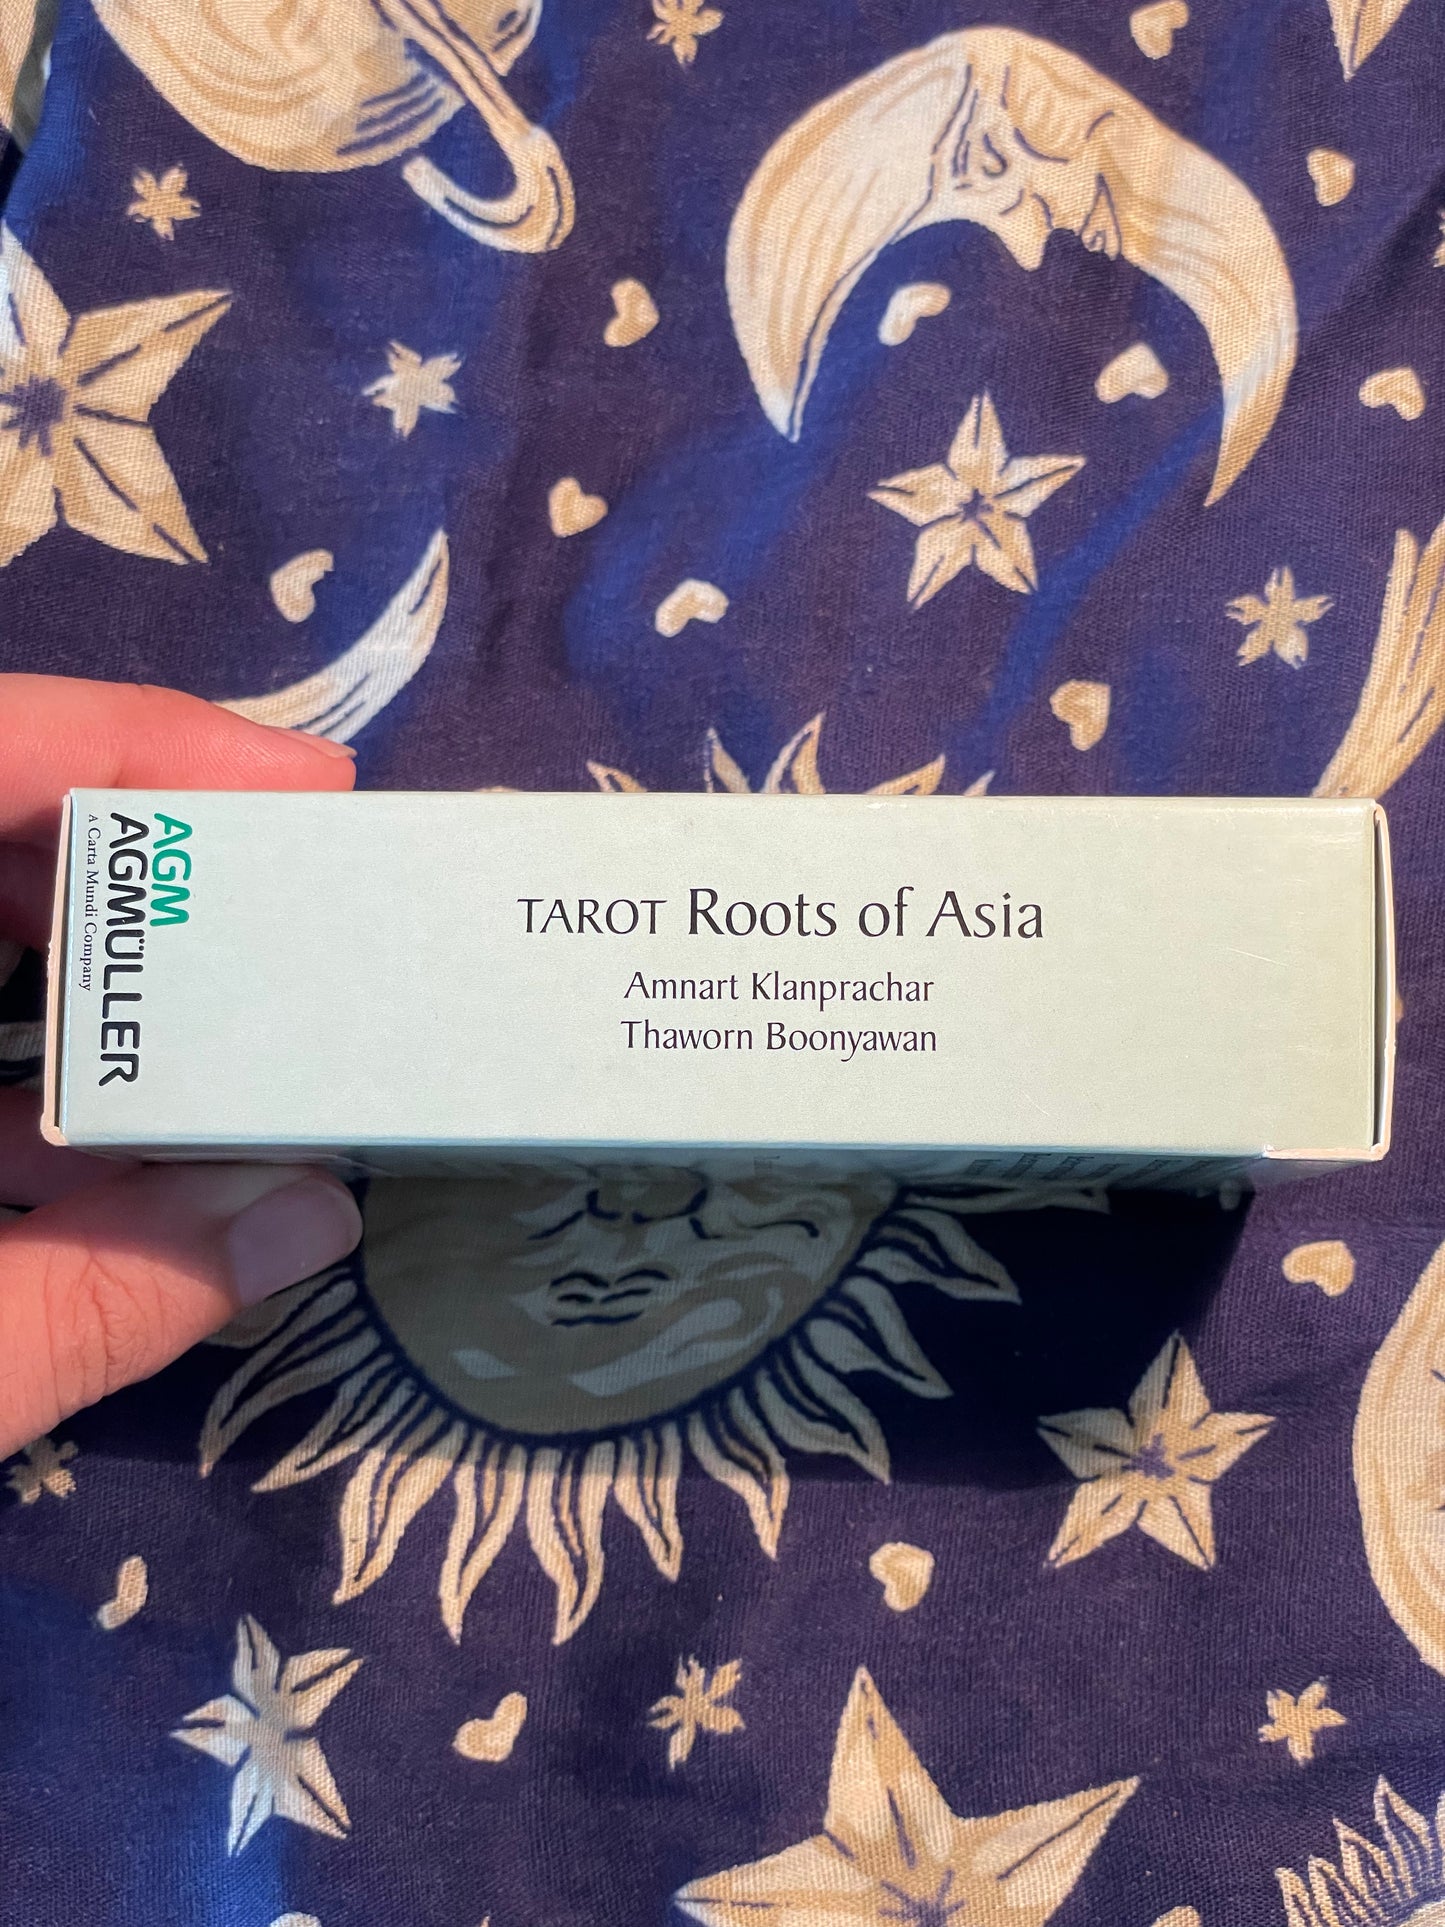 AGM
AGMÜLLER
A Carta Mundi Company
TAROT Roots of Asia
Amnart Klanprachar
Thaworn Boonyawan